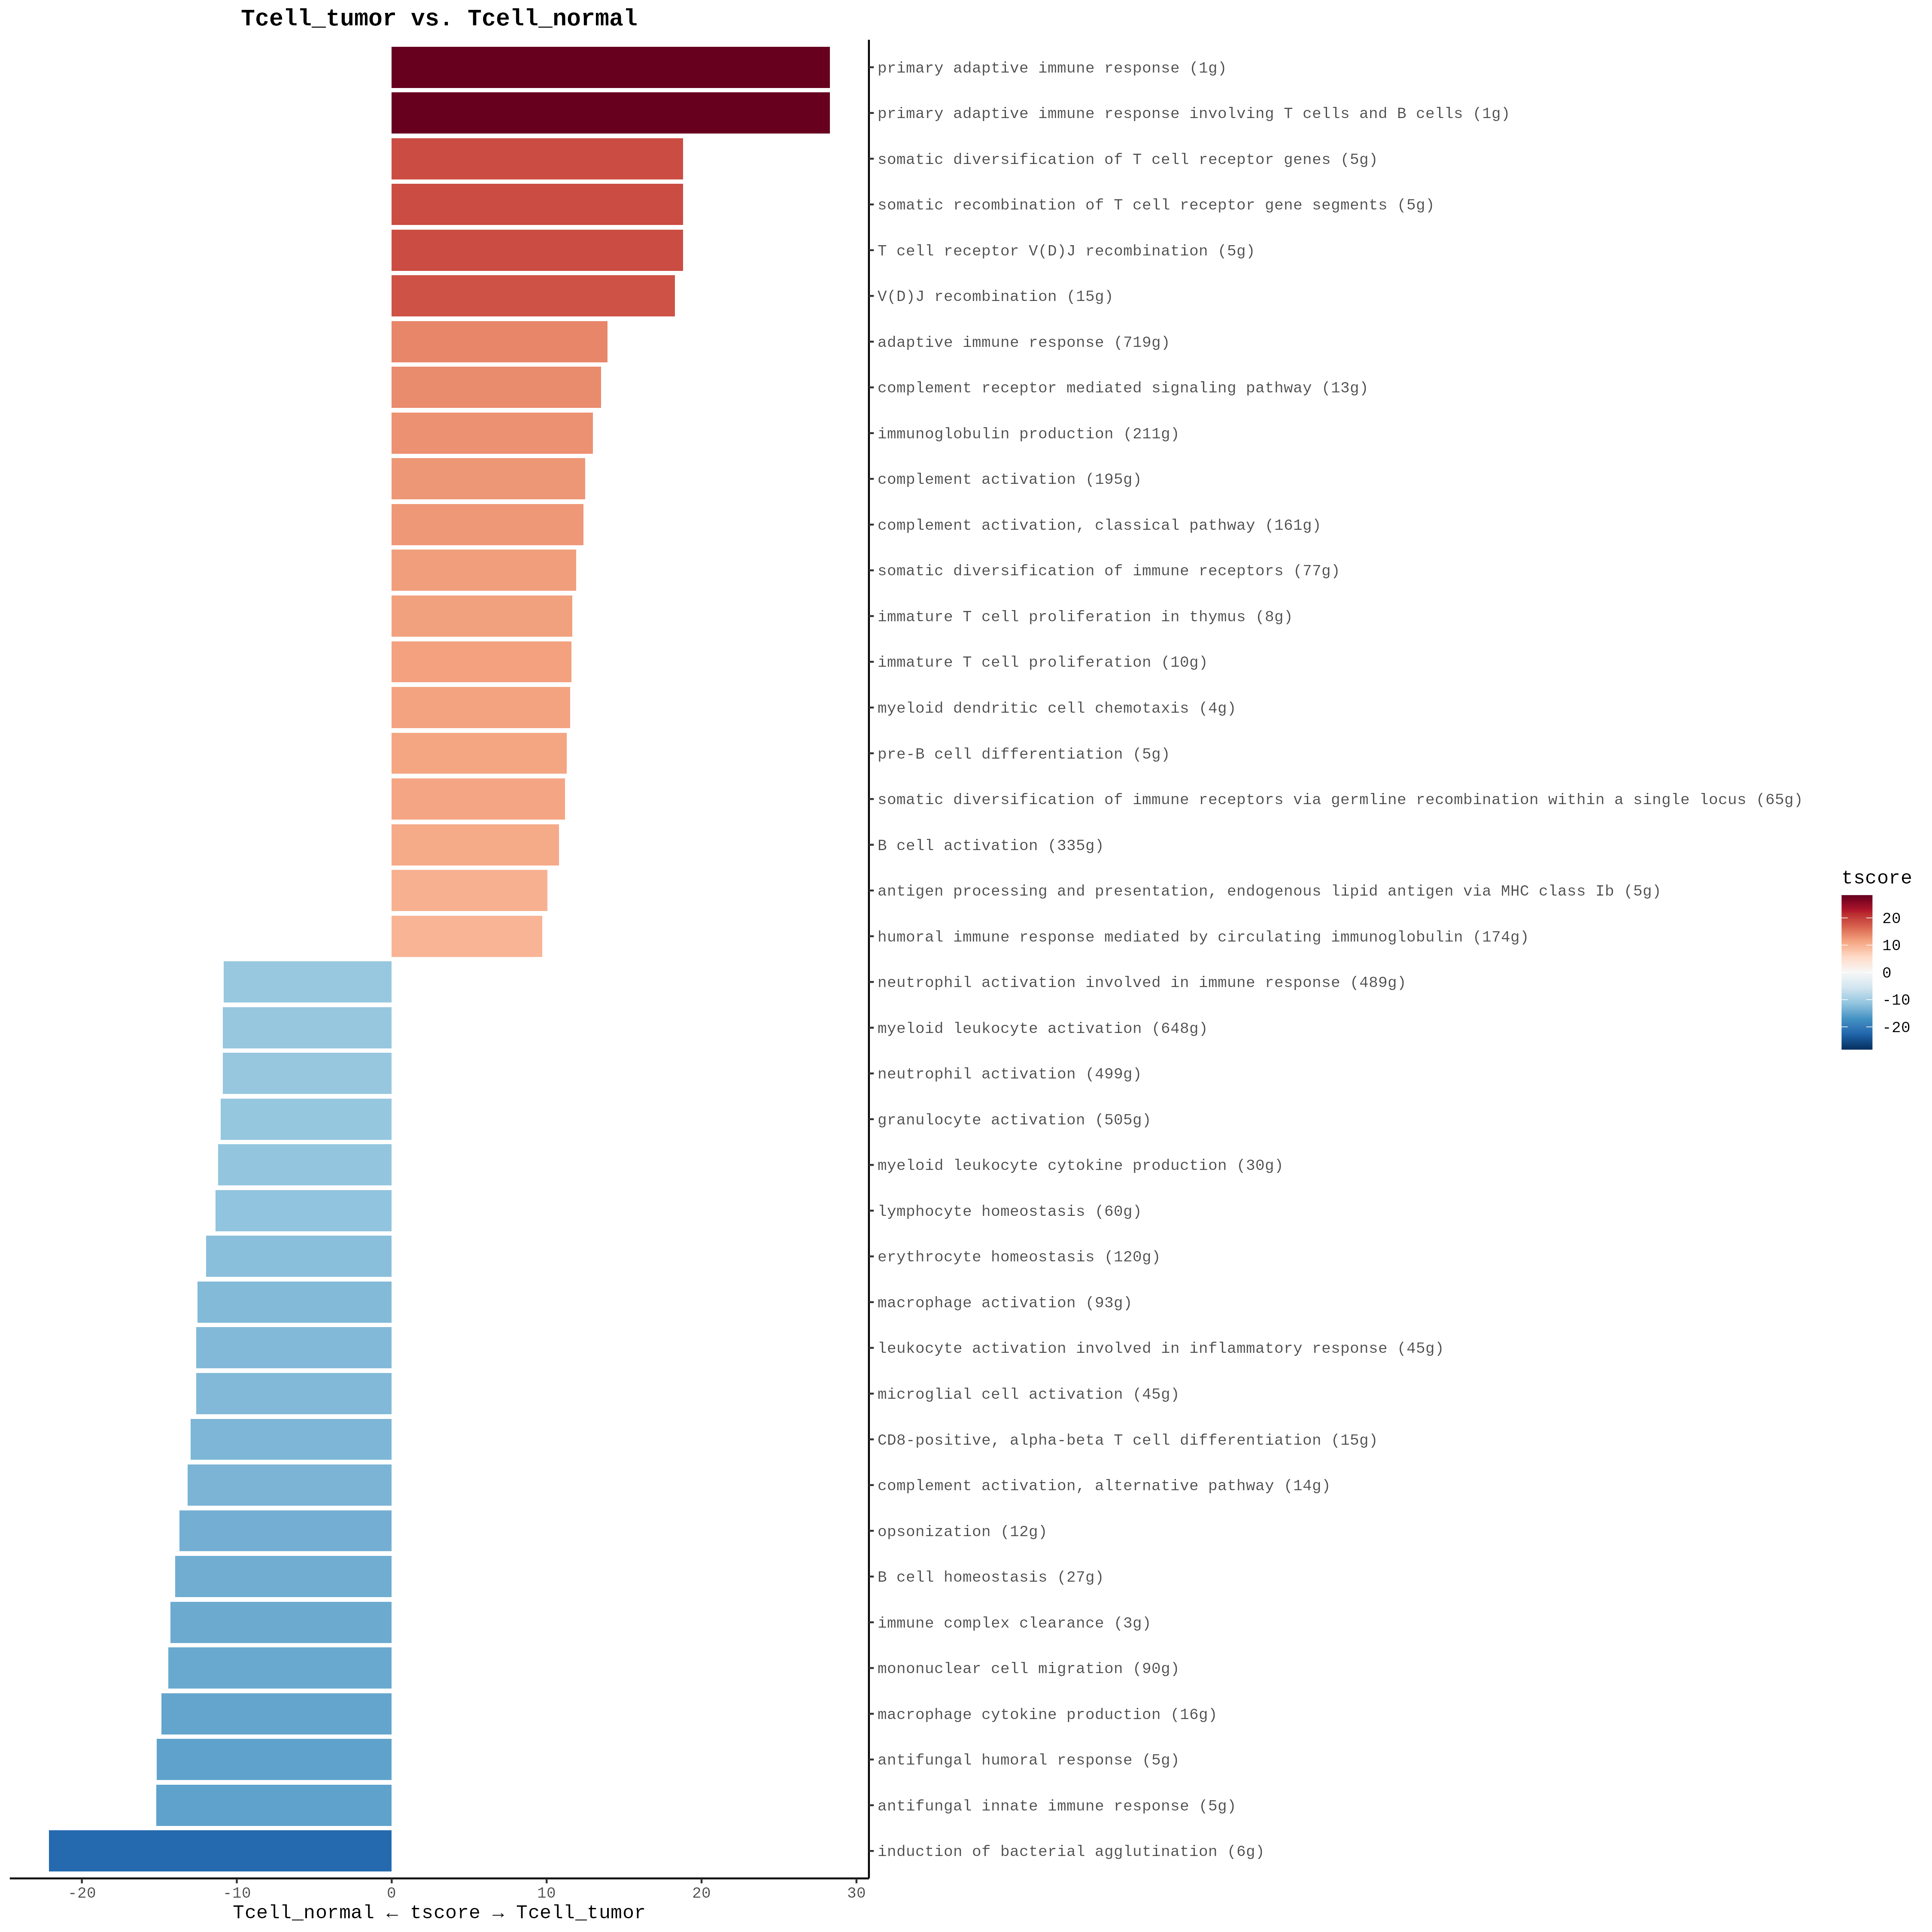 Tcell_tumor vs. Tcell_normal
primary adaptive immune response (1g)
primary adaptive immune response involving T cells and B cells (1g)
somatic diversification of T cell receptor genes (5g)
somatic recombination of T cell receptor gene segments (5g)
T cell receptor V(D)J recombination (5g)
V(D)J recombination (15g)
adaptive immune response (719g)
complement receptor mediated signaling pathway (13g)
immunoglobulin production (211g)
complement activation (195g)
complement activation, classical pathway (161g)
somatic diversification of immune receptors (77g)
immature T cell proliferation in thymus (8g)
immature T cell proliferation (10g)
myeloid dendritic cell chemotaxis (4g)
pre-B cell differentiation (5g)
somatic diversification of immune receptors via germline recombination within a single locus (65g)
B cell activation (335g)
antigen processing and presentation, endogenous lipid antigen via MHC class Ib (5g)
humoral immune response mediated by circulating immunoglobulin (174g)
neutrophil activation involved in immune response (489g)
myeloid leukocyte activation (648g)
neutrophil activation (499g)
granulocyte activation (505g)
myeloid leukocyte cytokine production (30g)
lymphocyte homeostasis (60g)
erythrocyte homeostasis (120g)
macrophage activation (93g)
leukocyte activation involved in inflammatory response (45g)
microglial cell activation (45g)
CD8-positive, alpha-beta T cell differentiation (15g)
complement activation, alternative pathway (14g)
opsonization (12g)
B cell homeostasis (27g)
immune complex clearance (3g)
mononuclear cell migration (90g)
macrophage cytokine production (16g)
antifungal humoral response (5g)
antifungal innate immune response (5g)
induction of bacterial agglutination (6g)
-20 -10 0 10 20 30
Tcell_normal ← tscore → Tcell_tumor
tscore
20
10
0
-10
-20